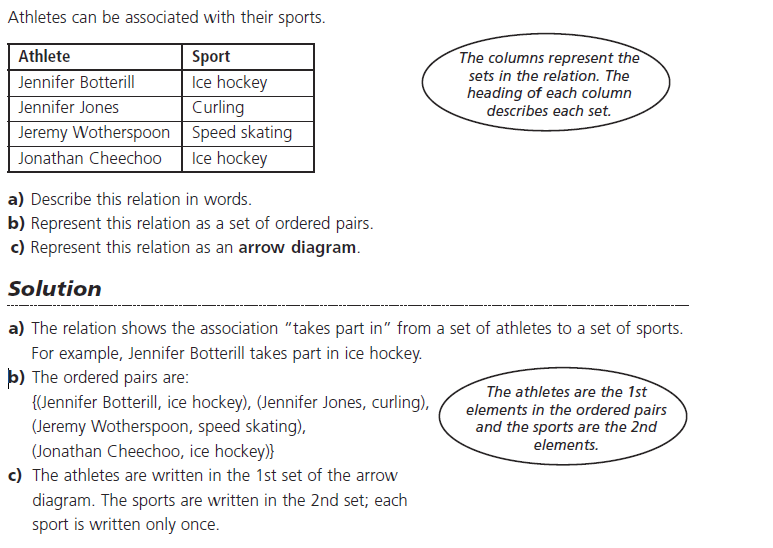 Athletes can be associated with their sports.
Athlete Sport
Jennifer Botterill Ice hockey
Jennifer Jones Curling
Jeremy Wotherspoon Speed skating
Jonathan Cheechoo Ice hockey
The columns represent the
sets in the relation. The
heading of each column
describes each set.
a) Describe this relation in words.
b) Represent this relation as a set of ordered pairs.
c) Represent this relation as an arrow diagram.
Solution
a) The relation shows the association “takes part in” from a set of athletes to a set of sports.
For example, Jennifer Botterill takes part in ice hockey.
b) The ordered pairs are:
{(Jennifer Botterill, ice hockey), (Jennifer Jones, curling),
(Jeremy Wotherspoon, speed skating),
(Jonathan Cheechoo, ice hockey)}
The athletes are the 1st
elements in the ordered pairs
and the sports are the 2nd
elements.
c) The athletes are written in the 1st set of the arrow
diagram. The sports are written in the 2nd set; each
sport is written only once.